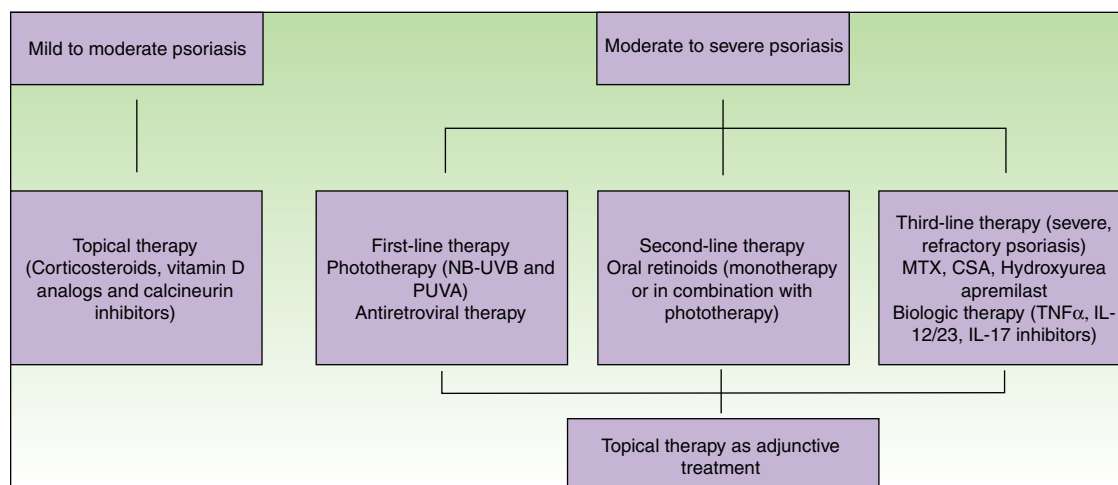 Mild to moderate psoriasis
Moderate to severe psoriasis
Topical therapy
(Corticosteroids, vitamin D
analogs and calcineurin
inhibitors)
First-line therapy
Phototherapy (NB-UVB and
PUVA)
Antiretroviral therapy
Second-line therapy
Oral retinoids (monotherapy
or in combination with
phototherapy)
Third-line therapy (severe,
refractory psoriasis)
MTX, CSA, Hydroxyurea
apremilast
Biologic therapy (TNFα, IL-
12/23, IL-17 inhibitors)
Topical therapy as adjunctive
treatment